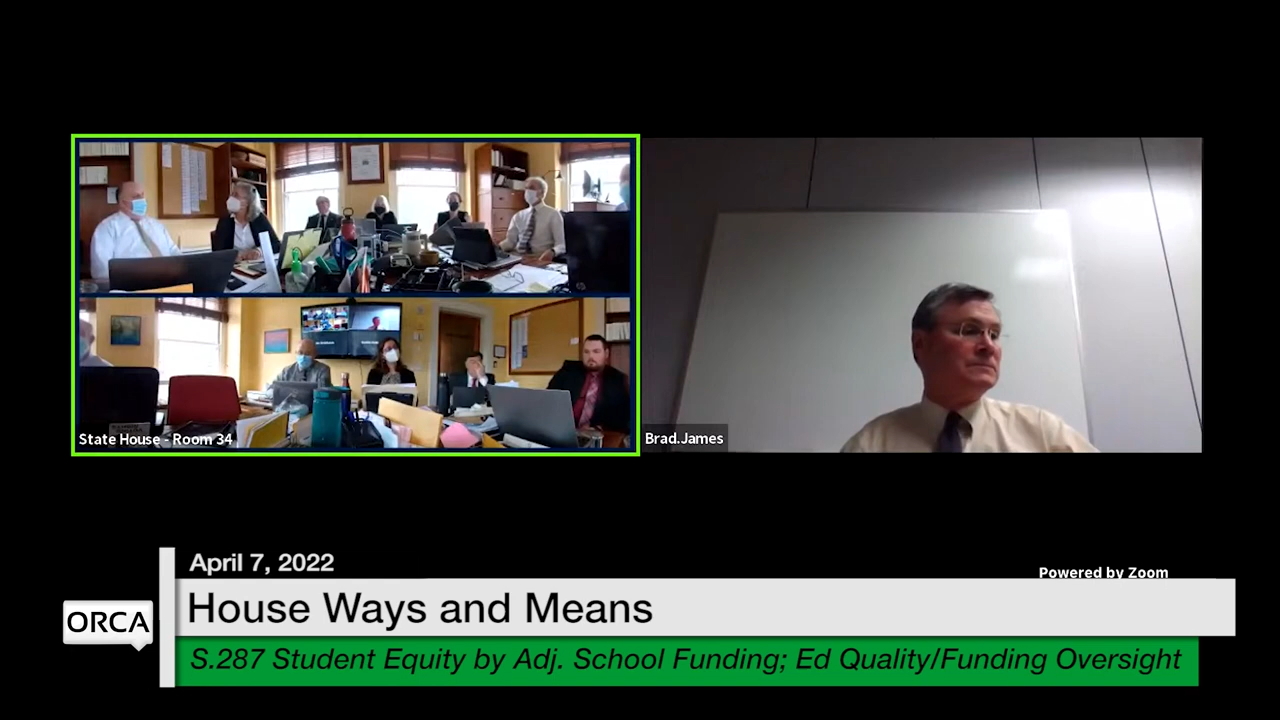 State House - Room 34
Brad.James
April 7, 2022
Powered by Zoom
House Ways and Means
ORCA
S.287 Student Equity by Adj. School Funding; Ed Quality/Funding Oversight